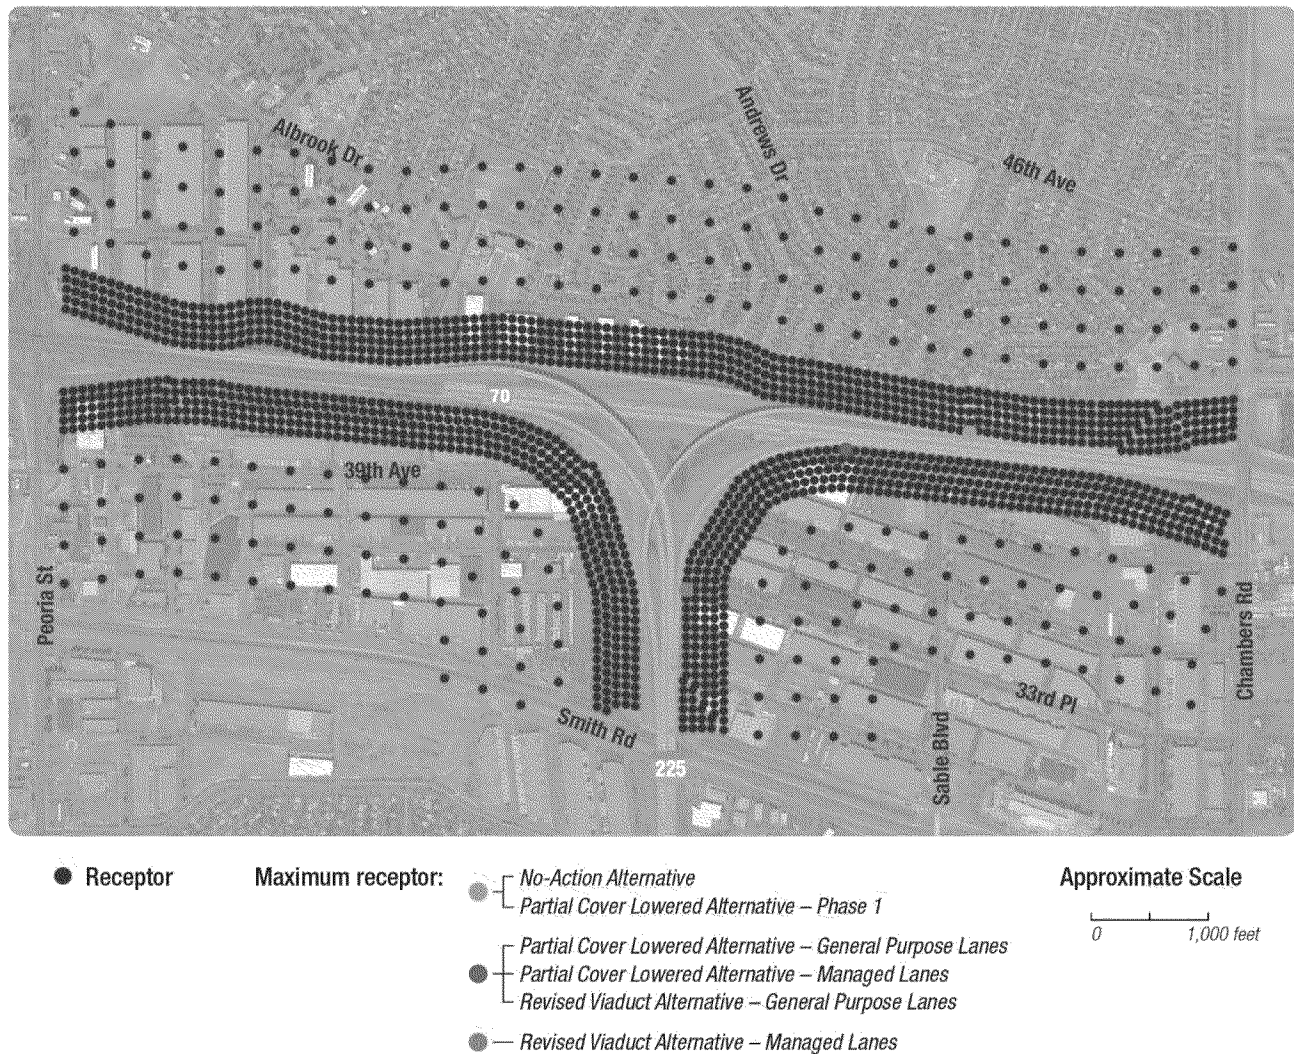 Albrook Dr
Andrews Dr
46th Ave
70
39th Ave
Peoria St
Chambers Rd
33rd Pl
Smith Rd
Sable Blvd
225
Receptor
Maximum receptor:
No-Action Alternative
Partial Cover Lowered Alternative – Phase 1
Partial Cover Lowered Alternative – General Purpose Lanes
Partial Cover Lowered Alternative – Managed Lanes
Revised Viaduct Alternative – General Purpose Lanes
Revised Viaduct Alternative – Managed Lanes
Approximate Scale
0 1,000 feet